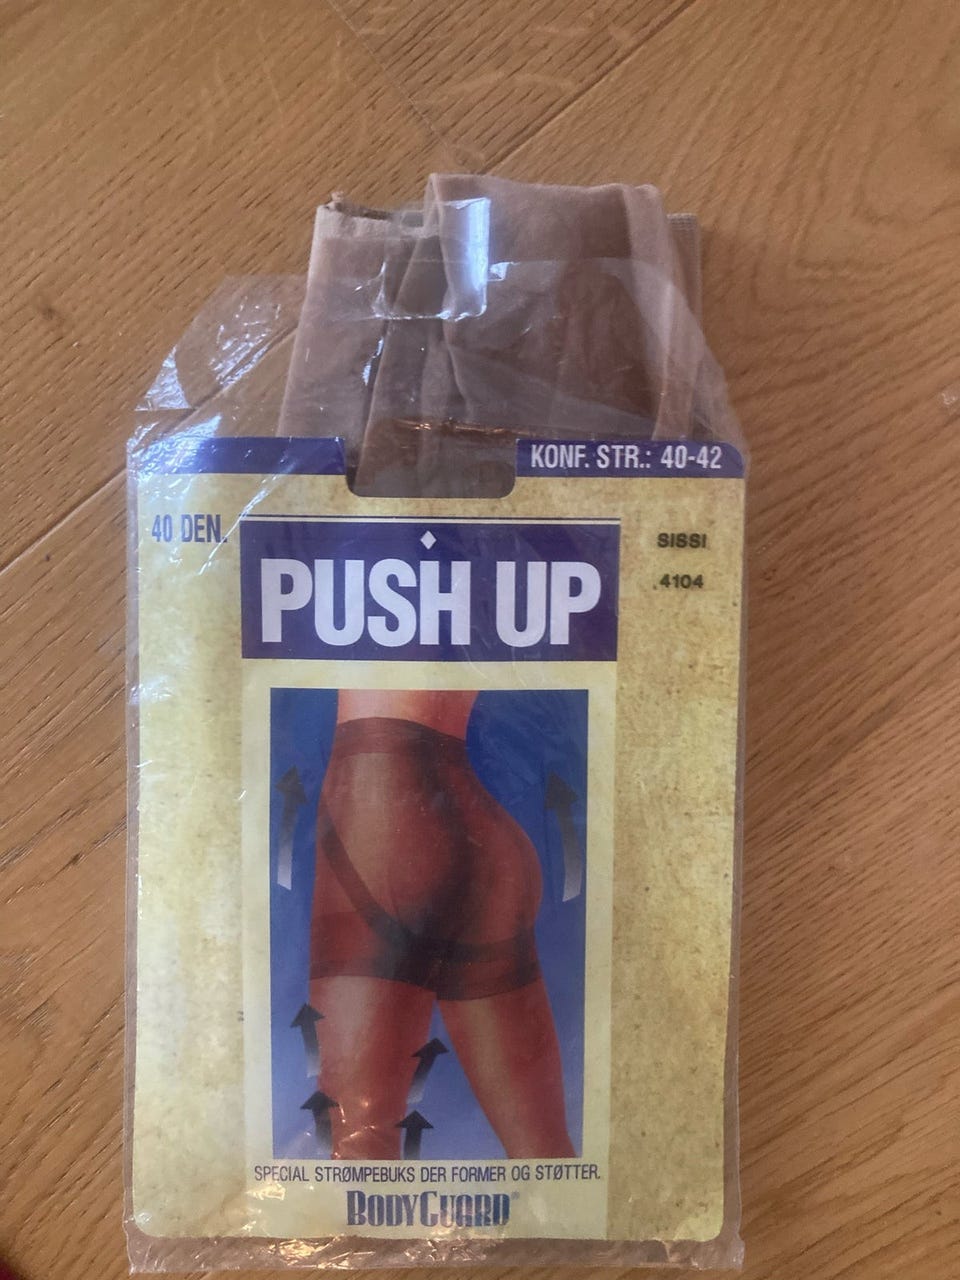 KONF. STR.: 40-42
40 DEN.
SISSI
4104
PUSH UP
SPECIAL STRØMPEBUKS DER FORMER OG STØTTER.
BODYGUARD®